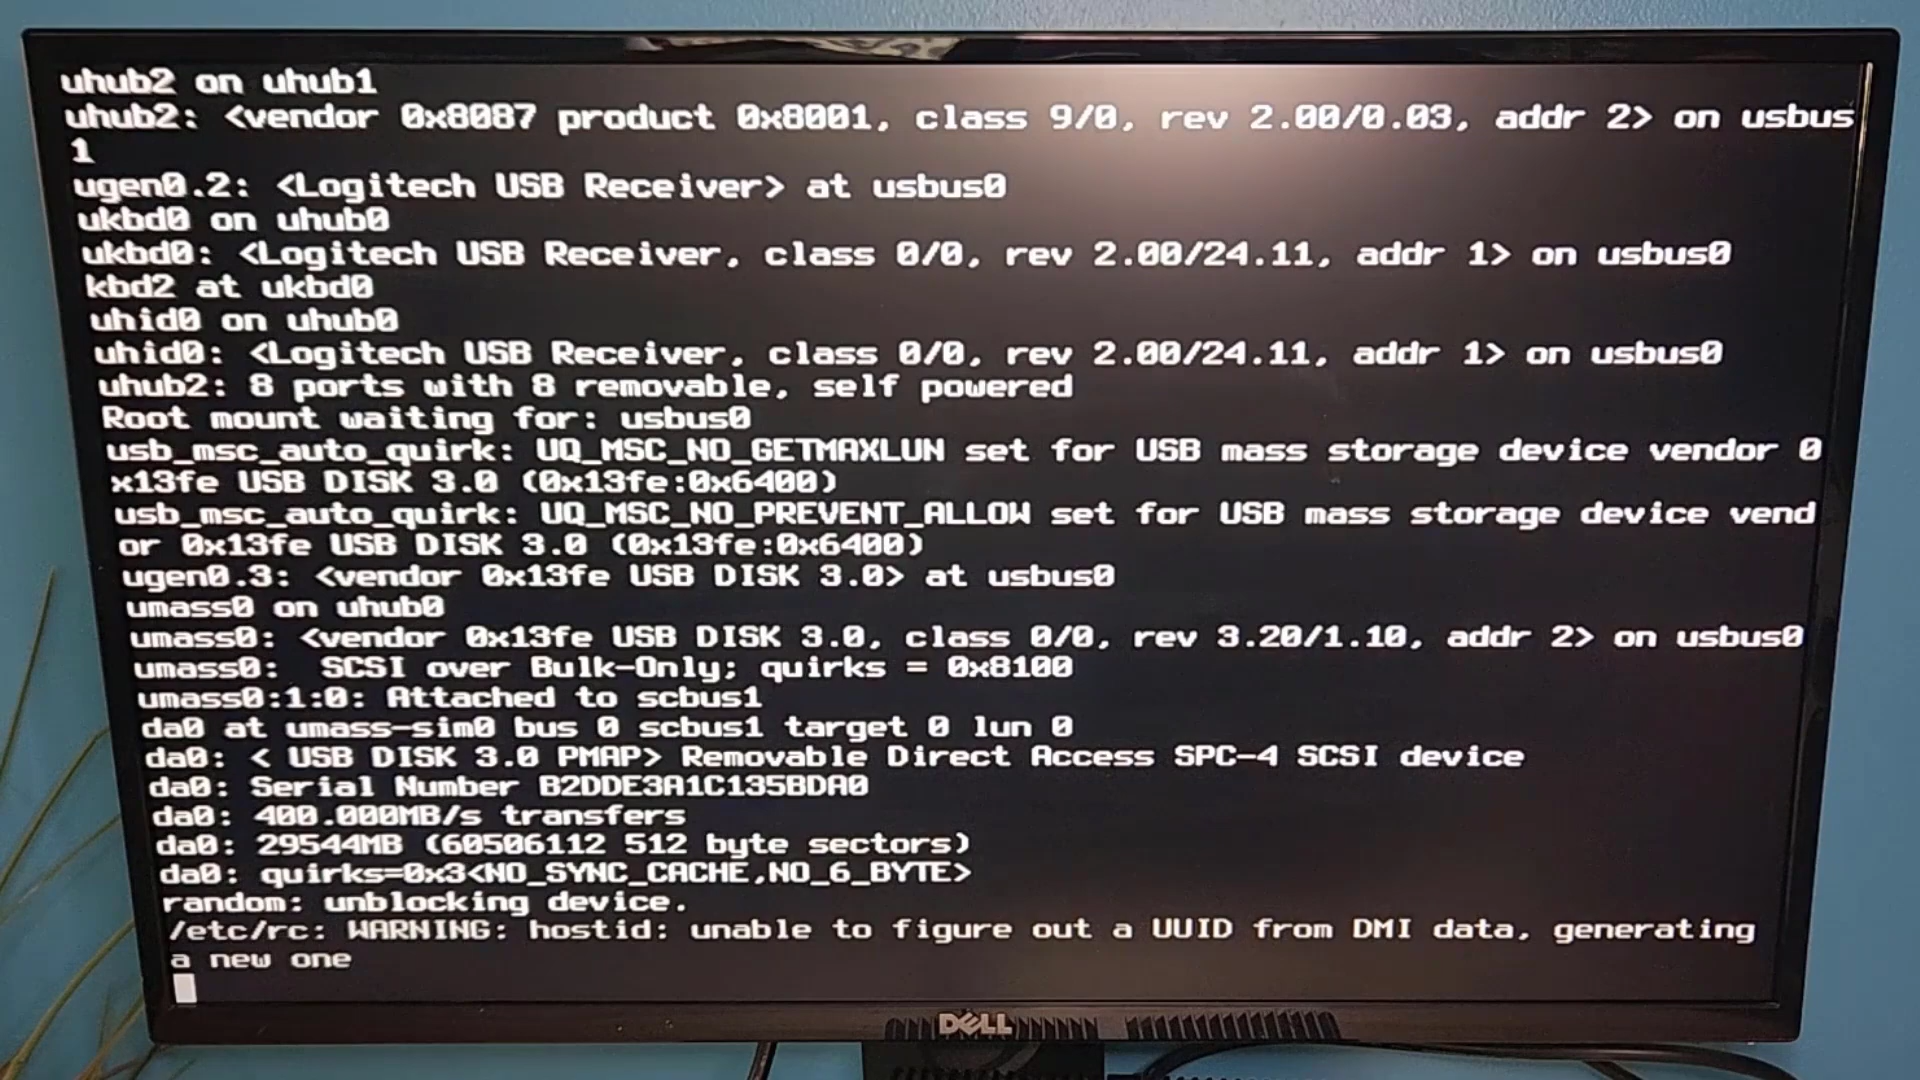 uhub2 on uhub1
uhub2: <vendor 0x8087 product 0x8001, class 9/0, rev 2.00/0.03, addr 2> on usbus
1
ugen0.2: <Logitech USB Receiver> at usbus0
ukbd0 on uhub0
ukbd0: <Logitech USB Receiver, class 0/0, rev 2.00/24.11, addr 1> on usbus0
kbd2 at ukbd0
uhid0 on uhub0
uhid0: <Logitech USB Receiver, class 0/0, rev 2.00/24.11, addr 1> on usbus0
uhub2: 8 ports with 8 removable, self powered
Root mount waiting for: usbus0
usb_msc_auto_quirk: UQ_MSC_NO_GETMAXLUN set for USB mass storage device vendor 0
x13fe USB DISK 3.0 (0x13fe:0x6400)
usb_msc_auto_quirk: UQ_MSC_NO_PREVENT_ALLOW set for USB mass storage device vend
or 0x13fe USB DISK 3.0 (0x13fe:0x6400)
ugen0.3: <vendor 0x13fe USB DISK 3.0> at usbus0
umass0 on uhub0
umass0: <vendor 0x13fe USB DISK 3.0, class 0/0, rev 3.20/1.10, addr 2> on usbus0
umass0:  SCSI over Bulk-Only; quirks = 0x8100
umass0:1:0: Attached to scbus1
da0 at umass-sim0 bus 0 scbus1 target 0 lun 0
da0: < USB DISK 3.0 PMAP> Removable Direct Access SPC-4 SCSI device
da0: Serial Number B2DDE3A1C135BDA0
da0: 400.000MB/s transfers
da0: 29544MB (60506112 512 byte sectors)
da0: quirks=0x3<NO_SYNC_CACHE,NO_6_BYTE>
random: unblocking device.
/etc/rc: WARNING: hostid: unable to figure out a UUID from DMI data, generating
a new one
DELL